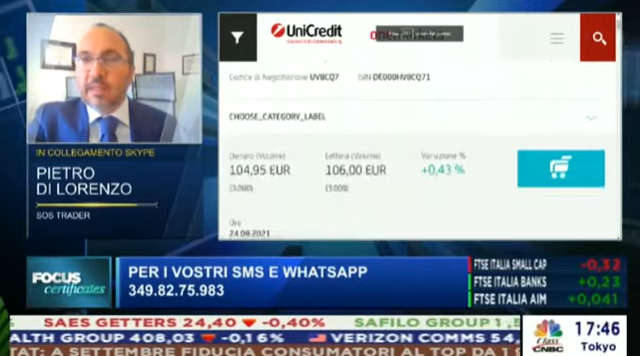 UniCredit
Codice di Negoziazione UV8CQ7
ISIN DE000HV8CQ71
CHOOSE_CATEGORY_LABEL
Denaro (Volume)
Lettera (Volume)
Variazione %
104,95 EUR
106,00 EUR
+0,43 %
(3.000)
(3.000)
Ora
24.09.2021
IN COLLEGAMENTO SKYPE
PIETRO
DI LORENZO
SOS TRADER
FOCUS
certificates
PER I VOSTRI SMS E WHATSAPP
349.82.75.983
FTSE ITALIA SMALL CAP -0,32
FTSE ITALIA BANKS +0,23
FTSE ITALIA AIM +0,041
SAES GETTERS 24,40 -0,40% SAFILO GROUP 1,5
ALTH GROUP 408,03 -0,16% VERIZON COMMS 54,
TAT: A SETTEMBRE FIDUCIA CONSUMATORI AL TOP DA 1
Class
CNBC
17:46
Tokyo